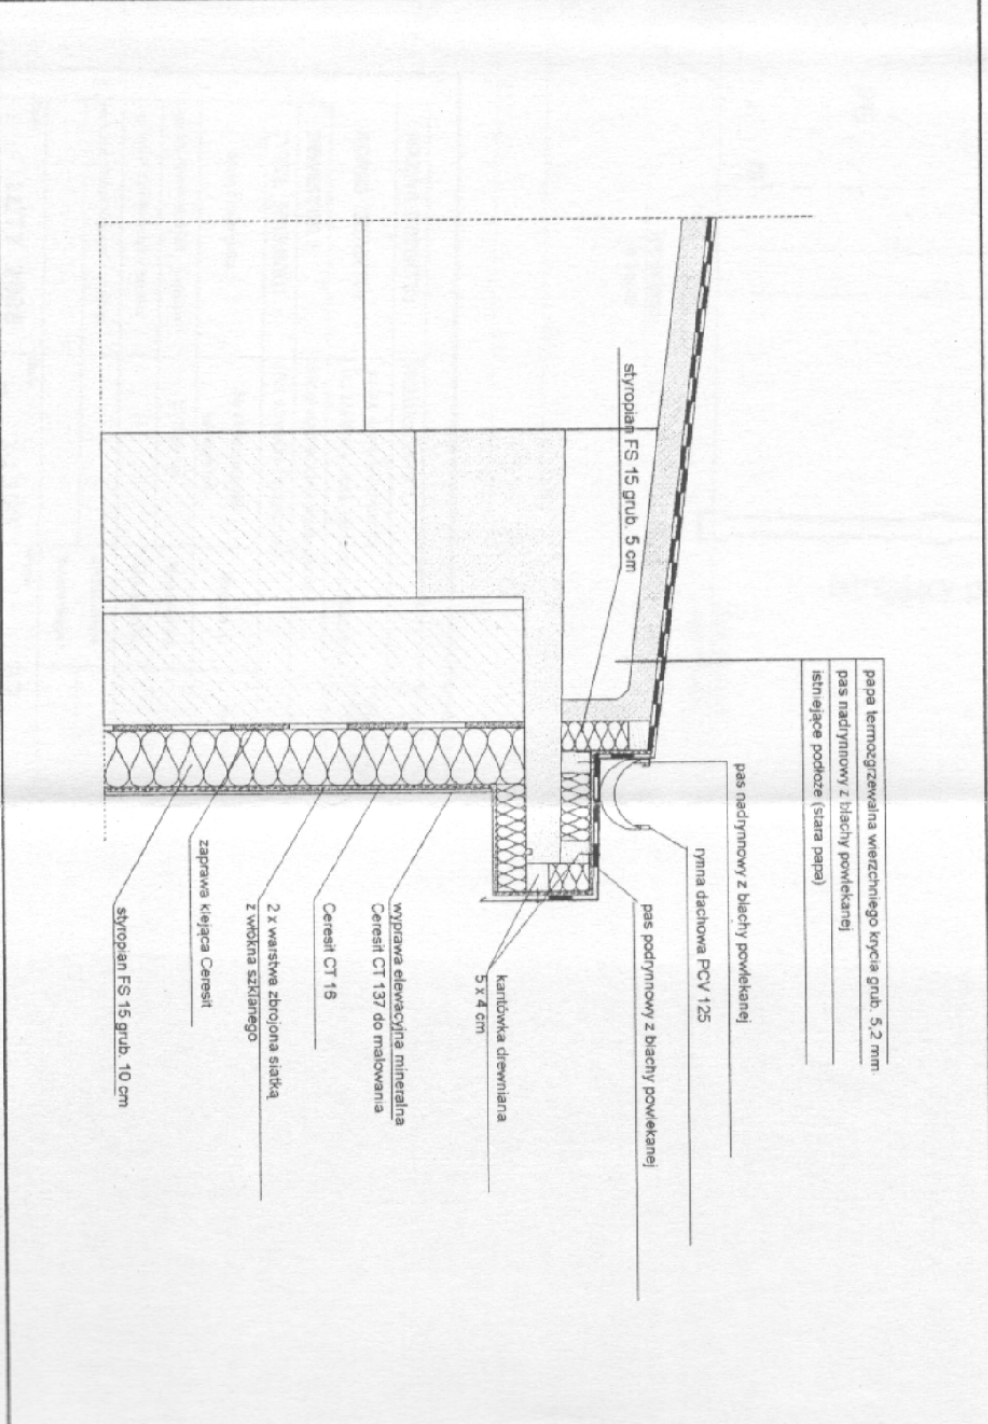 papa termozgrzewalna wierzchniego krycia grub. 5,2 mm
pas nadrynnowy z blachy powlekanej
istniejące podłoże (stara papa)
pas nadrynnowy z blachy powlekanej
rynna dachowa PCV 125
pas podrynnowy z blachy powlekanej
styropian FS 15 grub. 5 cm
kantówka drewniana
5 x 4 cm
wyprawa elewacyjna mineralna
Ceresit CT 137 do malowania
Ceresit CT 16
2 x warstwa zbrojona siatką
z włókna szklanego
zaprawa klejąca Ceresit
styropian FS 15 grub. 10 cm